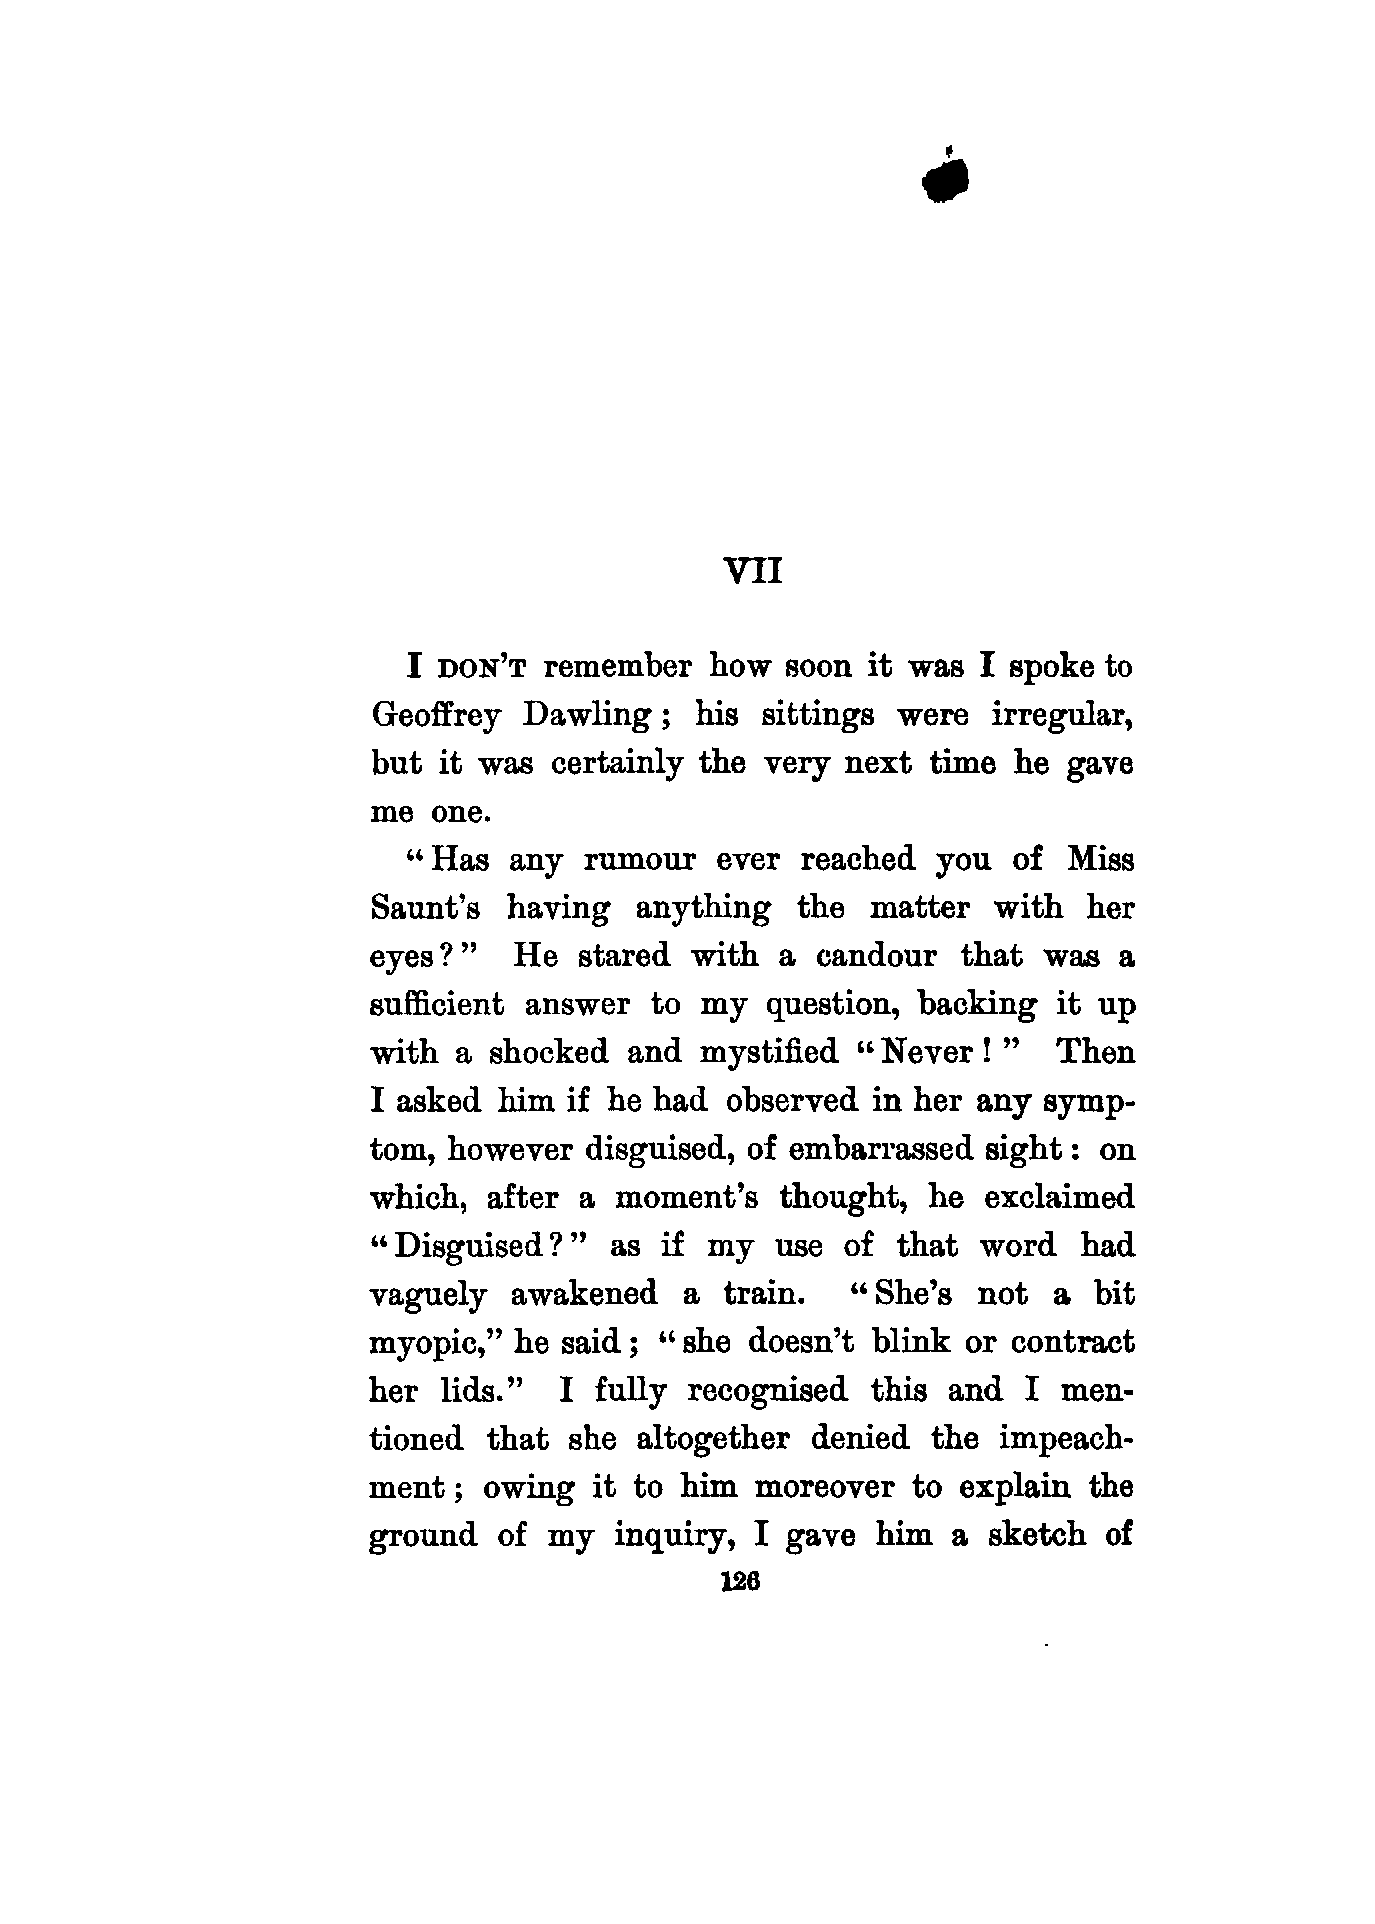 VII
I DON'T remember how soon it was I spoke to
Geoffrey Dawling; his sittings were irregular,
but it was certainly the very next time he gave
me one.
"Has any rumour ever reached you of Miss
Saunt's having anything the matter with her
eyes?" He stared with a candour that was a
sufficient answer to my question, backing it up
with a shocked and mystified "Never!" Then
I asked him if he had observed in her any symp-
tom, however disguised, of embarrassed sight: on
which, after a moment's thought, he exclaimed
"Disguised?" as if my use of that word had
vaguely awakened a train. "She's not a bit
myopic," he said; "she doesn't blink or contract
her lids." I fully recognised this and I men-
tioned that she altogether denied the impeach-
ment; owing it to him moreover to explain the
ground of my inquiry, I gave him a sketch of
126